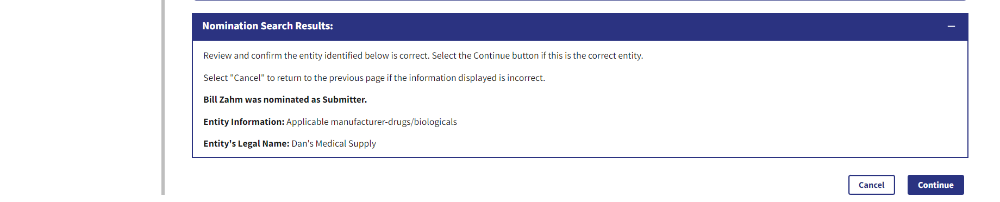 Nomination Search Results:
Review and confirm the entity identified below is correct. Select the Continue button if this is the correct entity.
Select "Cancel" to return to the previous page if the information displayed is incorrect.
Bill Zahm was nominated as Submitter.
Entity Information: Applicable manufacturer-drugs/biologicals
Entity's Legal Name: Dan's Medical Supply
Cancel Continue